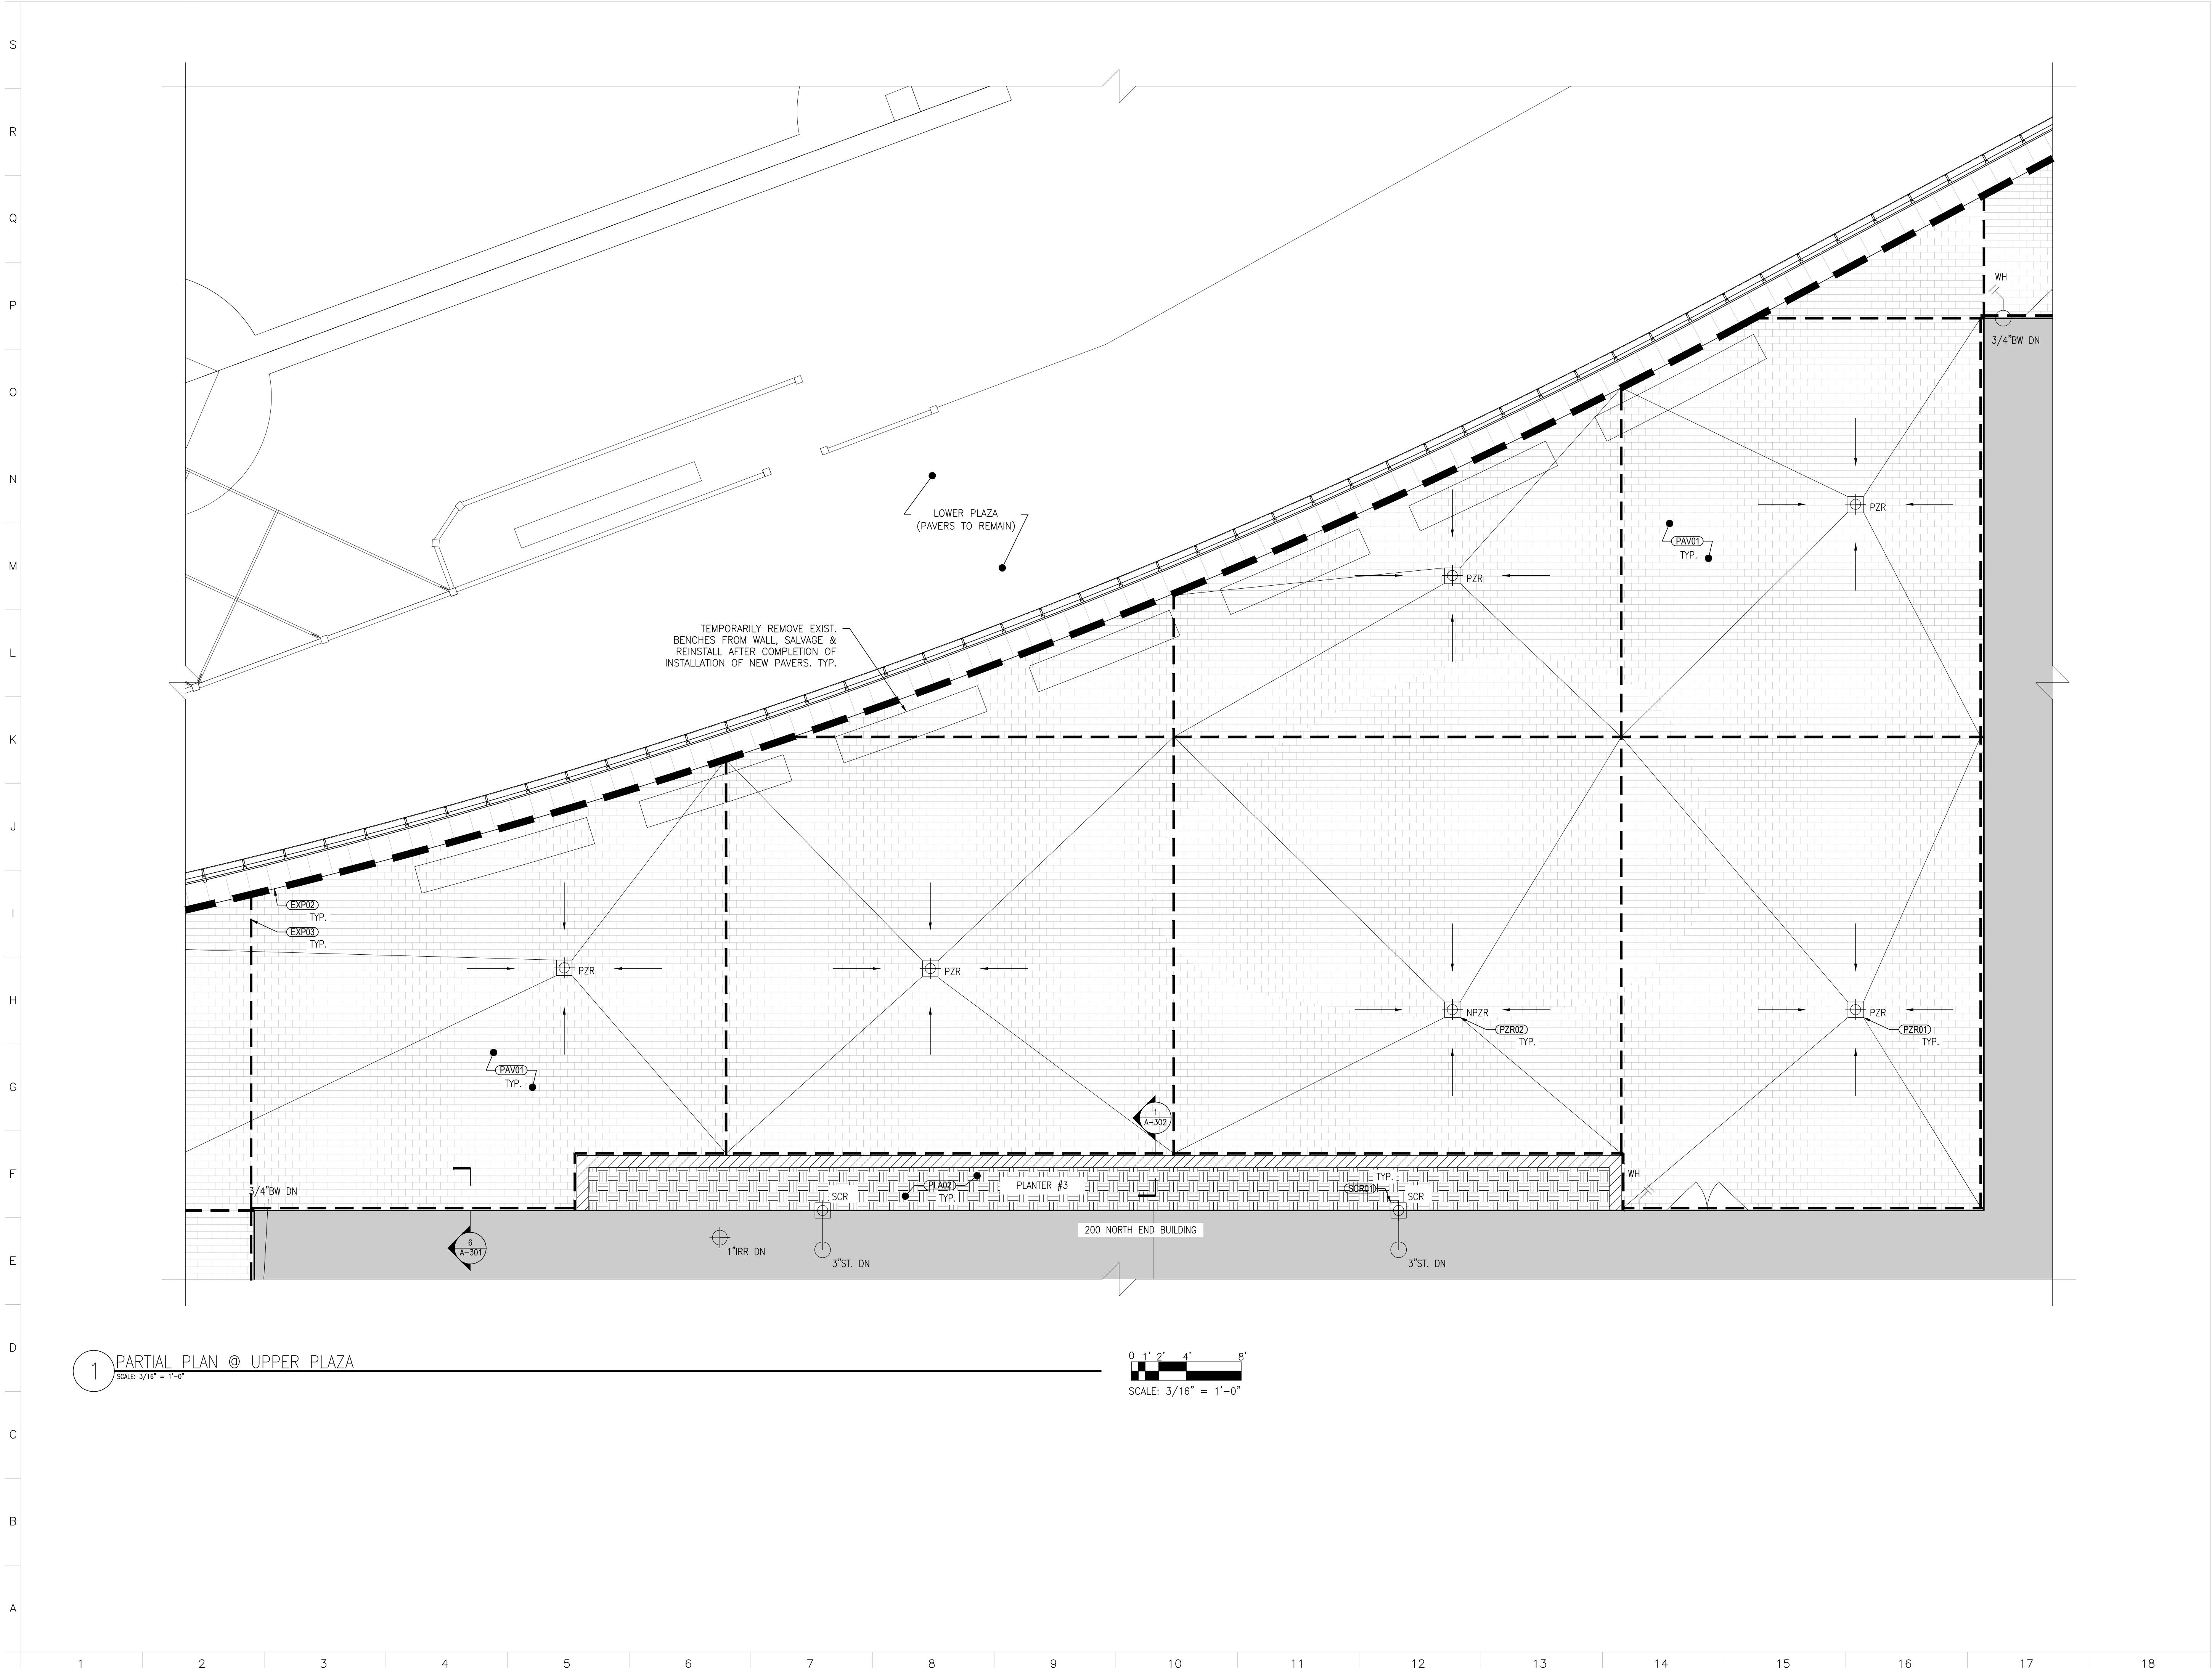 S
R
Q
P
O
N
M
L
K
J
I
H
G
F
E
D
C
B
A
WH
3/4"BW DN
LOWER PLAZA
(PAVERS TO REMAIN)
PZR
PAV01
TYP.
PZR
TEMPORARILY REMOVE EXIST.
BENCHES FROM WALL, SALVAGE &
REINSTALL AFTER COMPLETION OF
INSTALLATION OF NEW PAVERS. TYP.
EXP02
TYP.
EXP03
TYP.
PZR
PZR
NPZR
PZR02
TYP.
PZR
PZR01
TYP.
PAV01
TYP.
1
A-302
3/4"BW DN
PLA02
TYP.
PLANTER #3
SCR
TYP.
SCR01
SCR
WH
200 NORTH END BUILDING
6
A-301
1"IRR DN
3"ST. DN
3"ST. DN
1
PARTIAL PLAN @ UPPER PLAZA
SCALE: 3/16" = 1'-0"
0 1' 2' 4' 8'
SCALE: 3/16" = 1'-0"
1 2 3 4 5 6 7 8 9 10 11 12 13 14 15 16 17 18